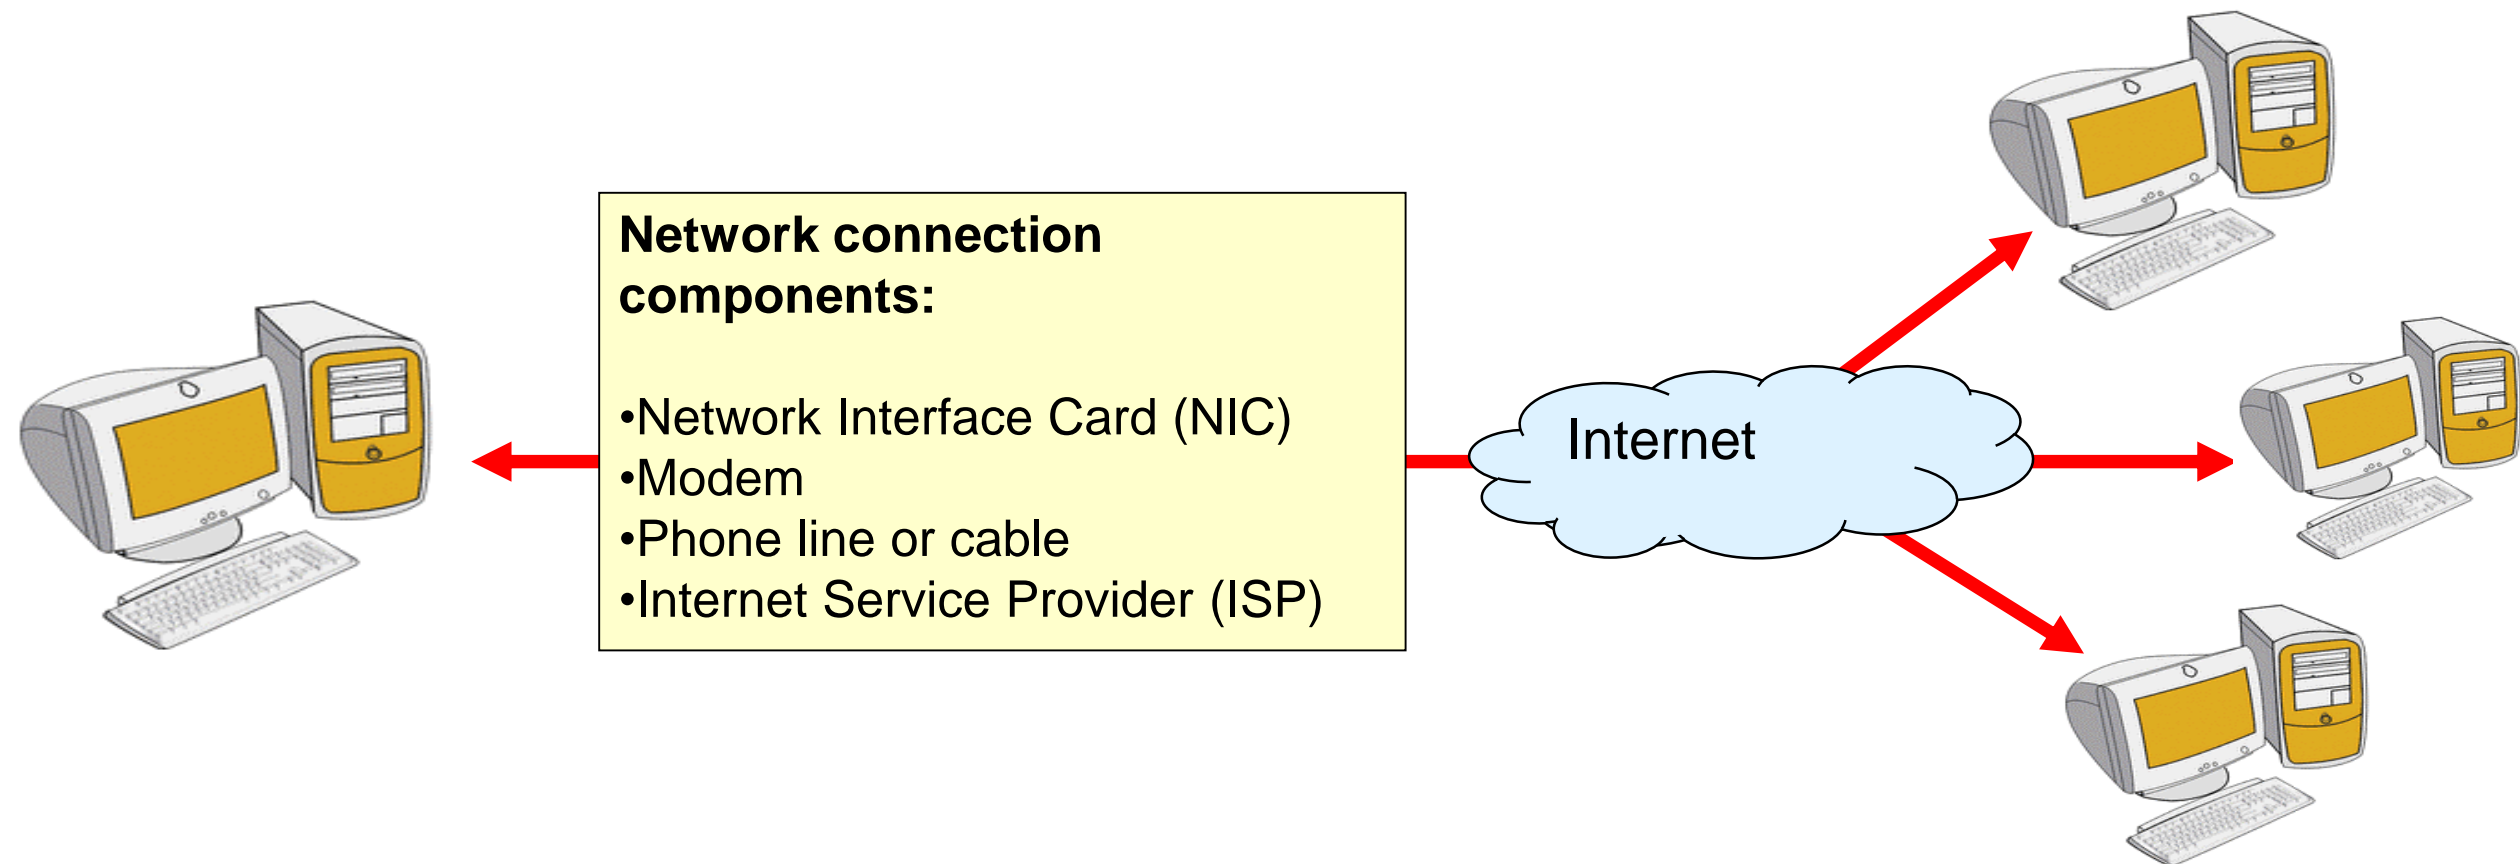 Network connection
components:
•Network Interface Card (NIC)
•Modem
•Phone line or cable
•Internet Service Provider (ISP)
Internet